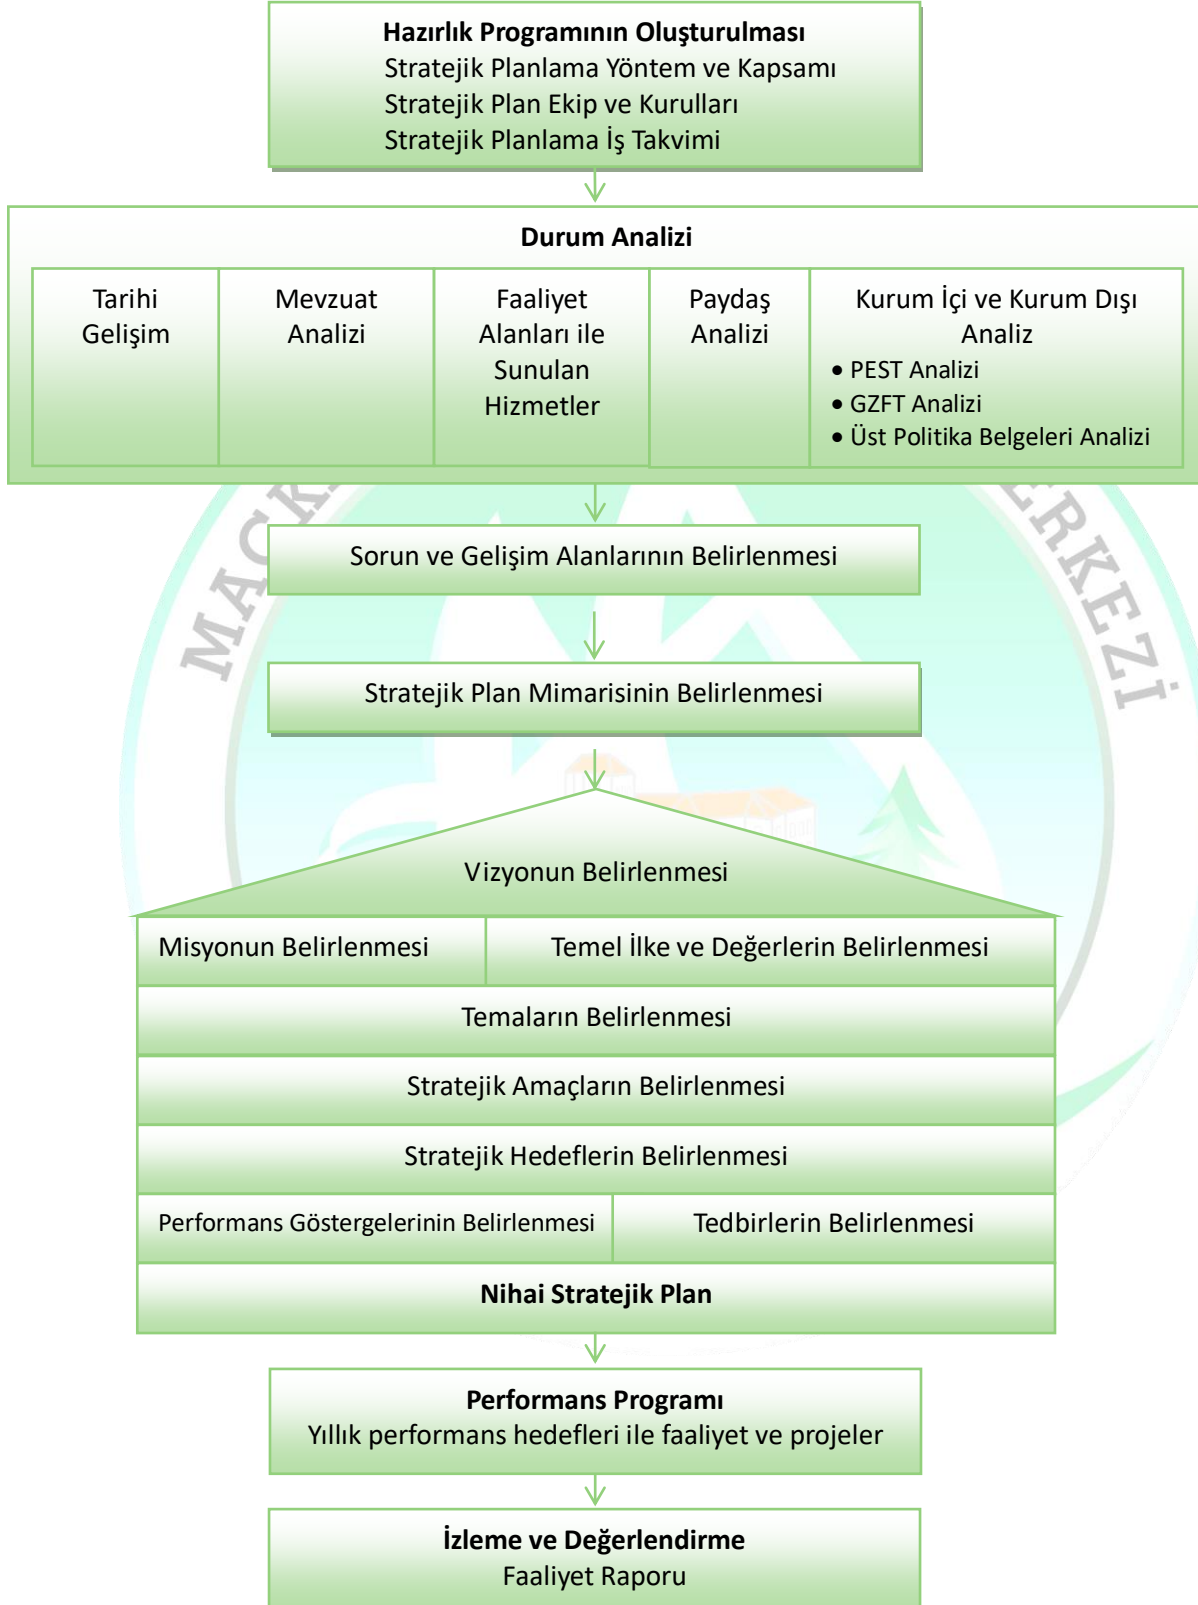 Hazırlık Programının Oluşturulması
Stratejik Planlama Yöntem ve Kapsamı
Stratejik Plan Ekip ve Kurulları
Stratejik Planlama İş Takvimi
Durum Analizi
Tarihi
Gelişim
Mevzuat
Analizi
Faaliyet
Alanları ile
Sunulan
Hizmetler
Paydaş
Analizi
Kurum İçi ve Kurum Dışı
Analiz
• PEST Analizi
• GZFT Analizi
• Üst Politika Belgeleri Analizi
Sorun ve Gelişim Alanlarının Belirlenmesi
Stratejik Plan Mimarisinin Belirlenmesi
Vizyonun Belirlenmesi
Misyonun Belirlenmesi
Temel İlke ve Değerlerin Belirlenmesi
Temaların Belirlenmesi
Stratejik Amaçların Belirlenmesi
Stratejik Hedeflerin Belirlenmesi
Performans Göstergelerinin Belirlenmesi
Tedbirlerin Belirlenmesi
Nihai Stratejik Plan
Performans Programı
Yıllık performans hedefleri ile faaliyet ve projeler
İzleme ve Değerlendirme
Faaliyet Raporu